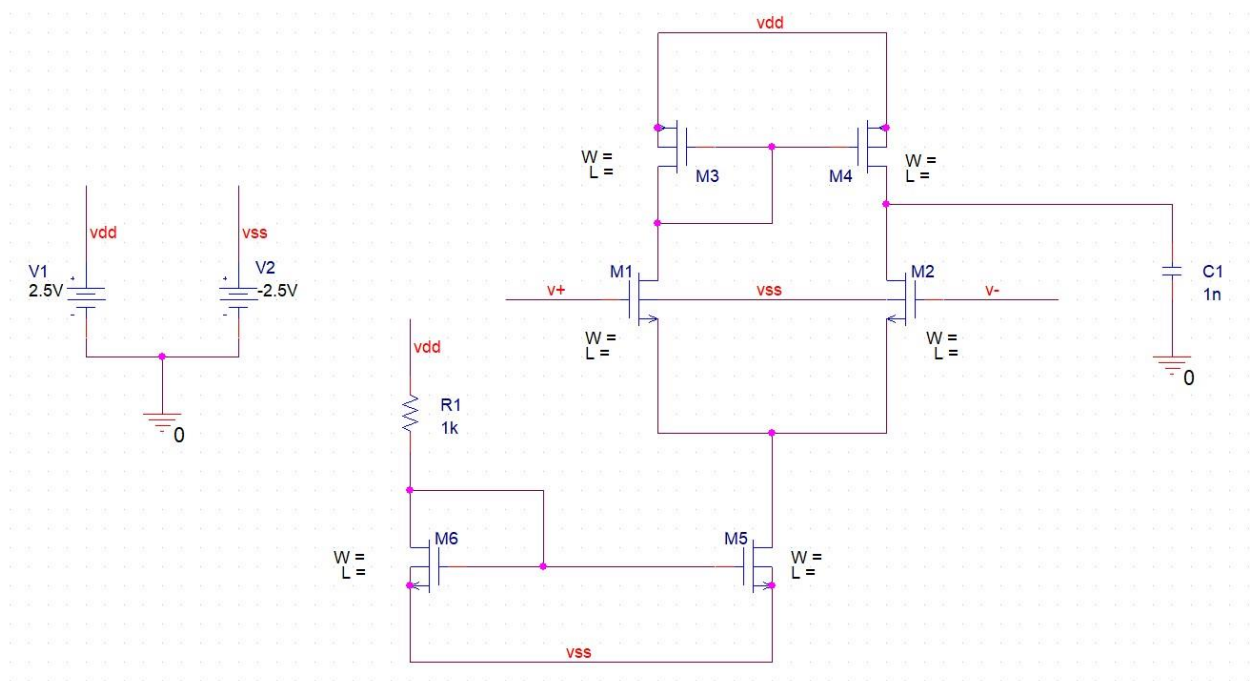 vdd
W =
L =
M3
M4
W =
L =
vdd
vss
V1
2.5V
V2
-2.5V
0
v+
M1
vss
M2
v-
W =
L =
W =
L =
C1
1n
0
vdd
R1
1k
M6
W =
L =
M5
W =
L =
vss